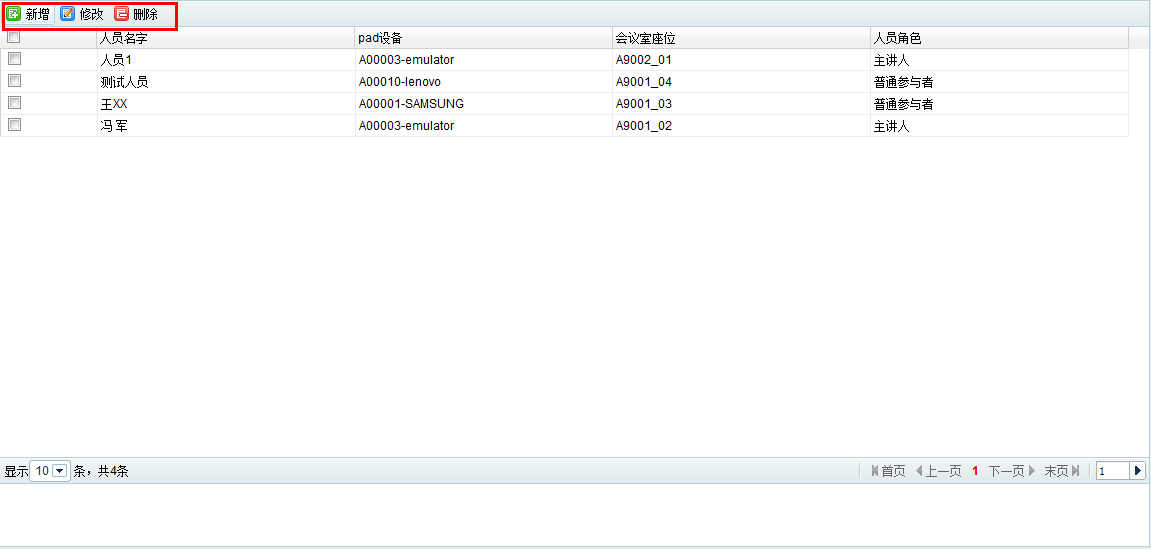 新增 修改 删除
人员名字 pad设备 会议室座位 人员角色
人员1 A00003-emulator A9002_01 主讲人
测试人员 A00010-lenovo A9001_04 普通参与者
王XX A00001-SAMSUNG A9001_03 普通参与者
冯军 A00003-emulator A9001_02 主讲人
显示 10 条，共4条 首页 上一页 1 下一页 末页 1